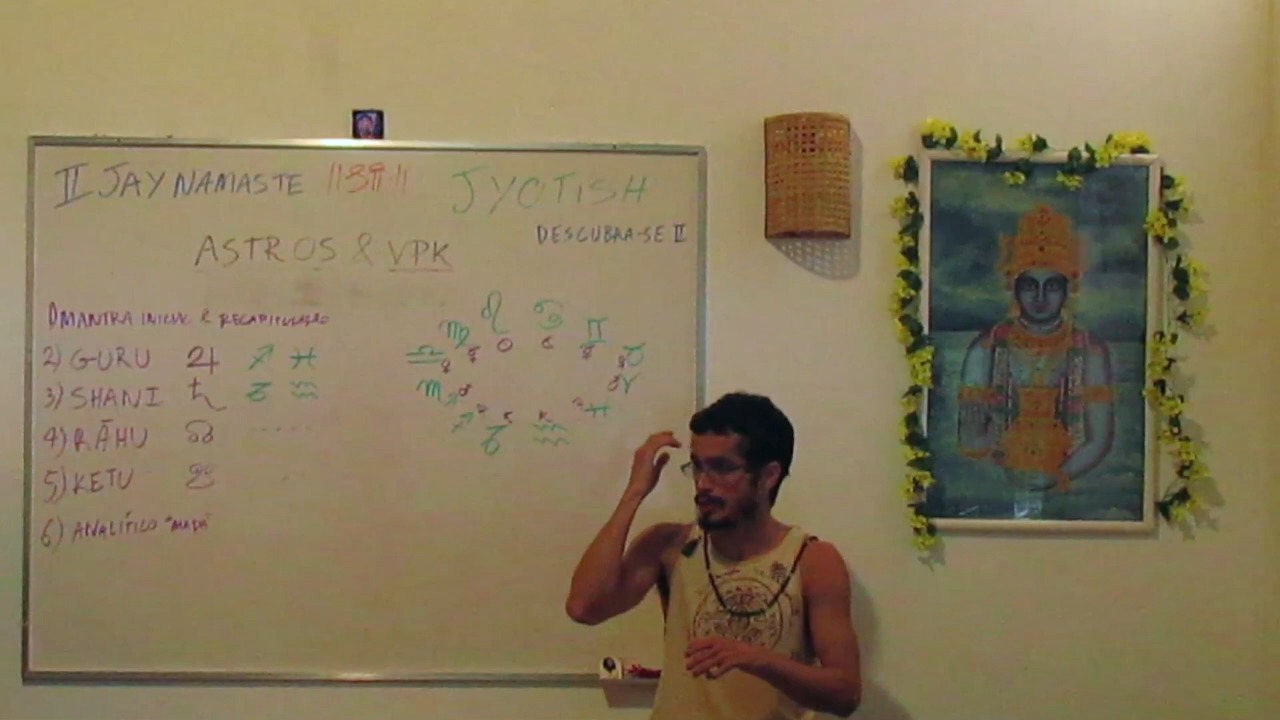 II JAY NAMASTE ॥ॐ॥ JYOTISH
DESCUBRA-SE II
ASTROS & VPK
1) MANTRA INICIAL & RECAPITULAÇÃO
2) GURU ♃ ♐ ♓
3) SHANI ♄ ♑ ♒
4) RĀHU ☊ .....
5) KETU ☋ ...
6) ANALÍTICO "MAPA"
♌ ♋
♍ ♊
♎ ☿ ☉ ☾ ☿ ♉
♏ ♂ ♀ ♂ ♈
♐ ♃ ♄ ♄ ♃ ♓
♑ ♒